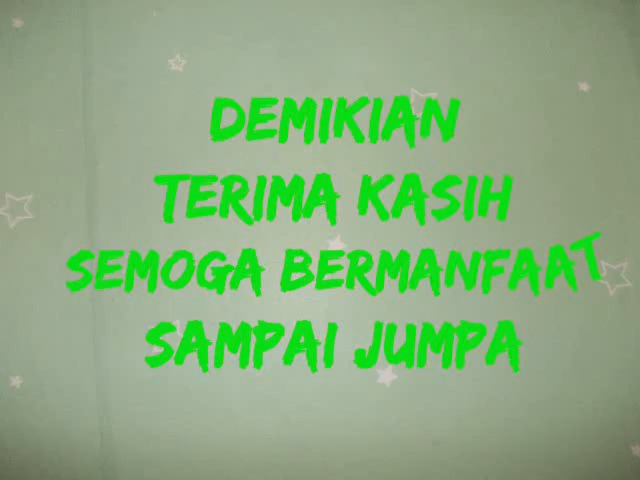 DEMIKIAN
TERIMA KASIH
SEMOGA BERMANFAAT
SAMPAI JUMPA